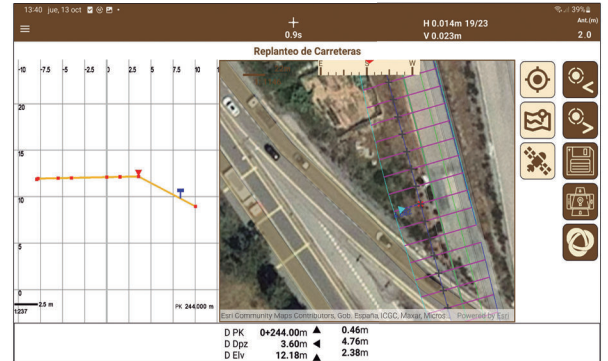 13:40 jue, 13 oct
39%
0.9s
H 0.014m 19/23
V 0.023m
Ant.(m)
2.0
Replanteo de Carreteras
-10 -7.5 -5 -2.5 0 2.5 5 7.5 10 1
20
15
10
5
0
2.5 m
1237
PK 244.000 m
E S W
Esri Community Maps Contributors, Gob. España, ICGC, Maxar, Microd... Powered by Esri
D PK 0+244.00m 0.46m
D Dpz 3.60m 4.76m
D Elv 12.18m 2.38m